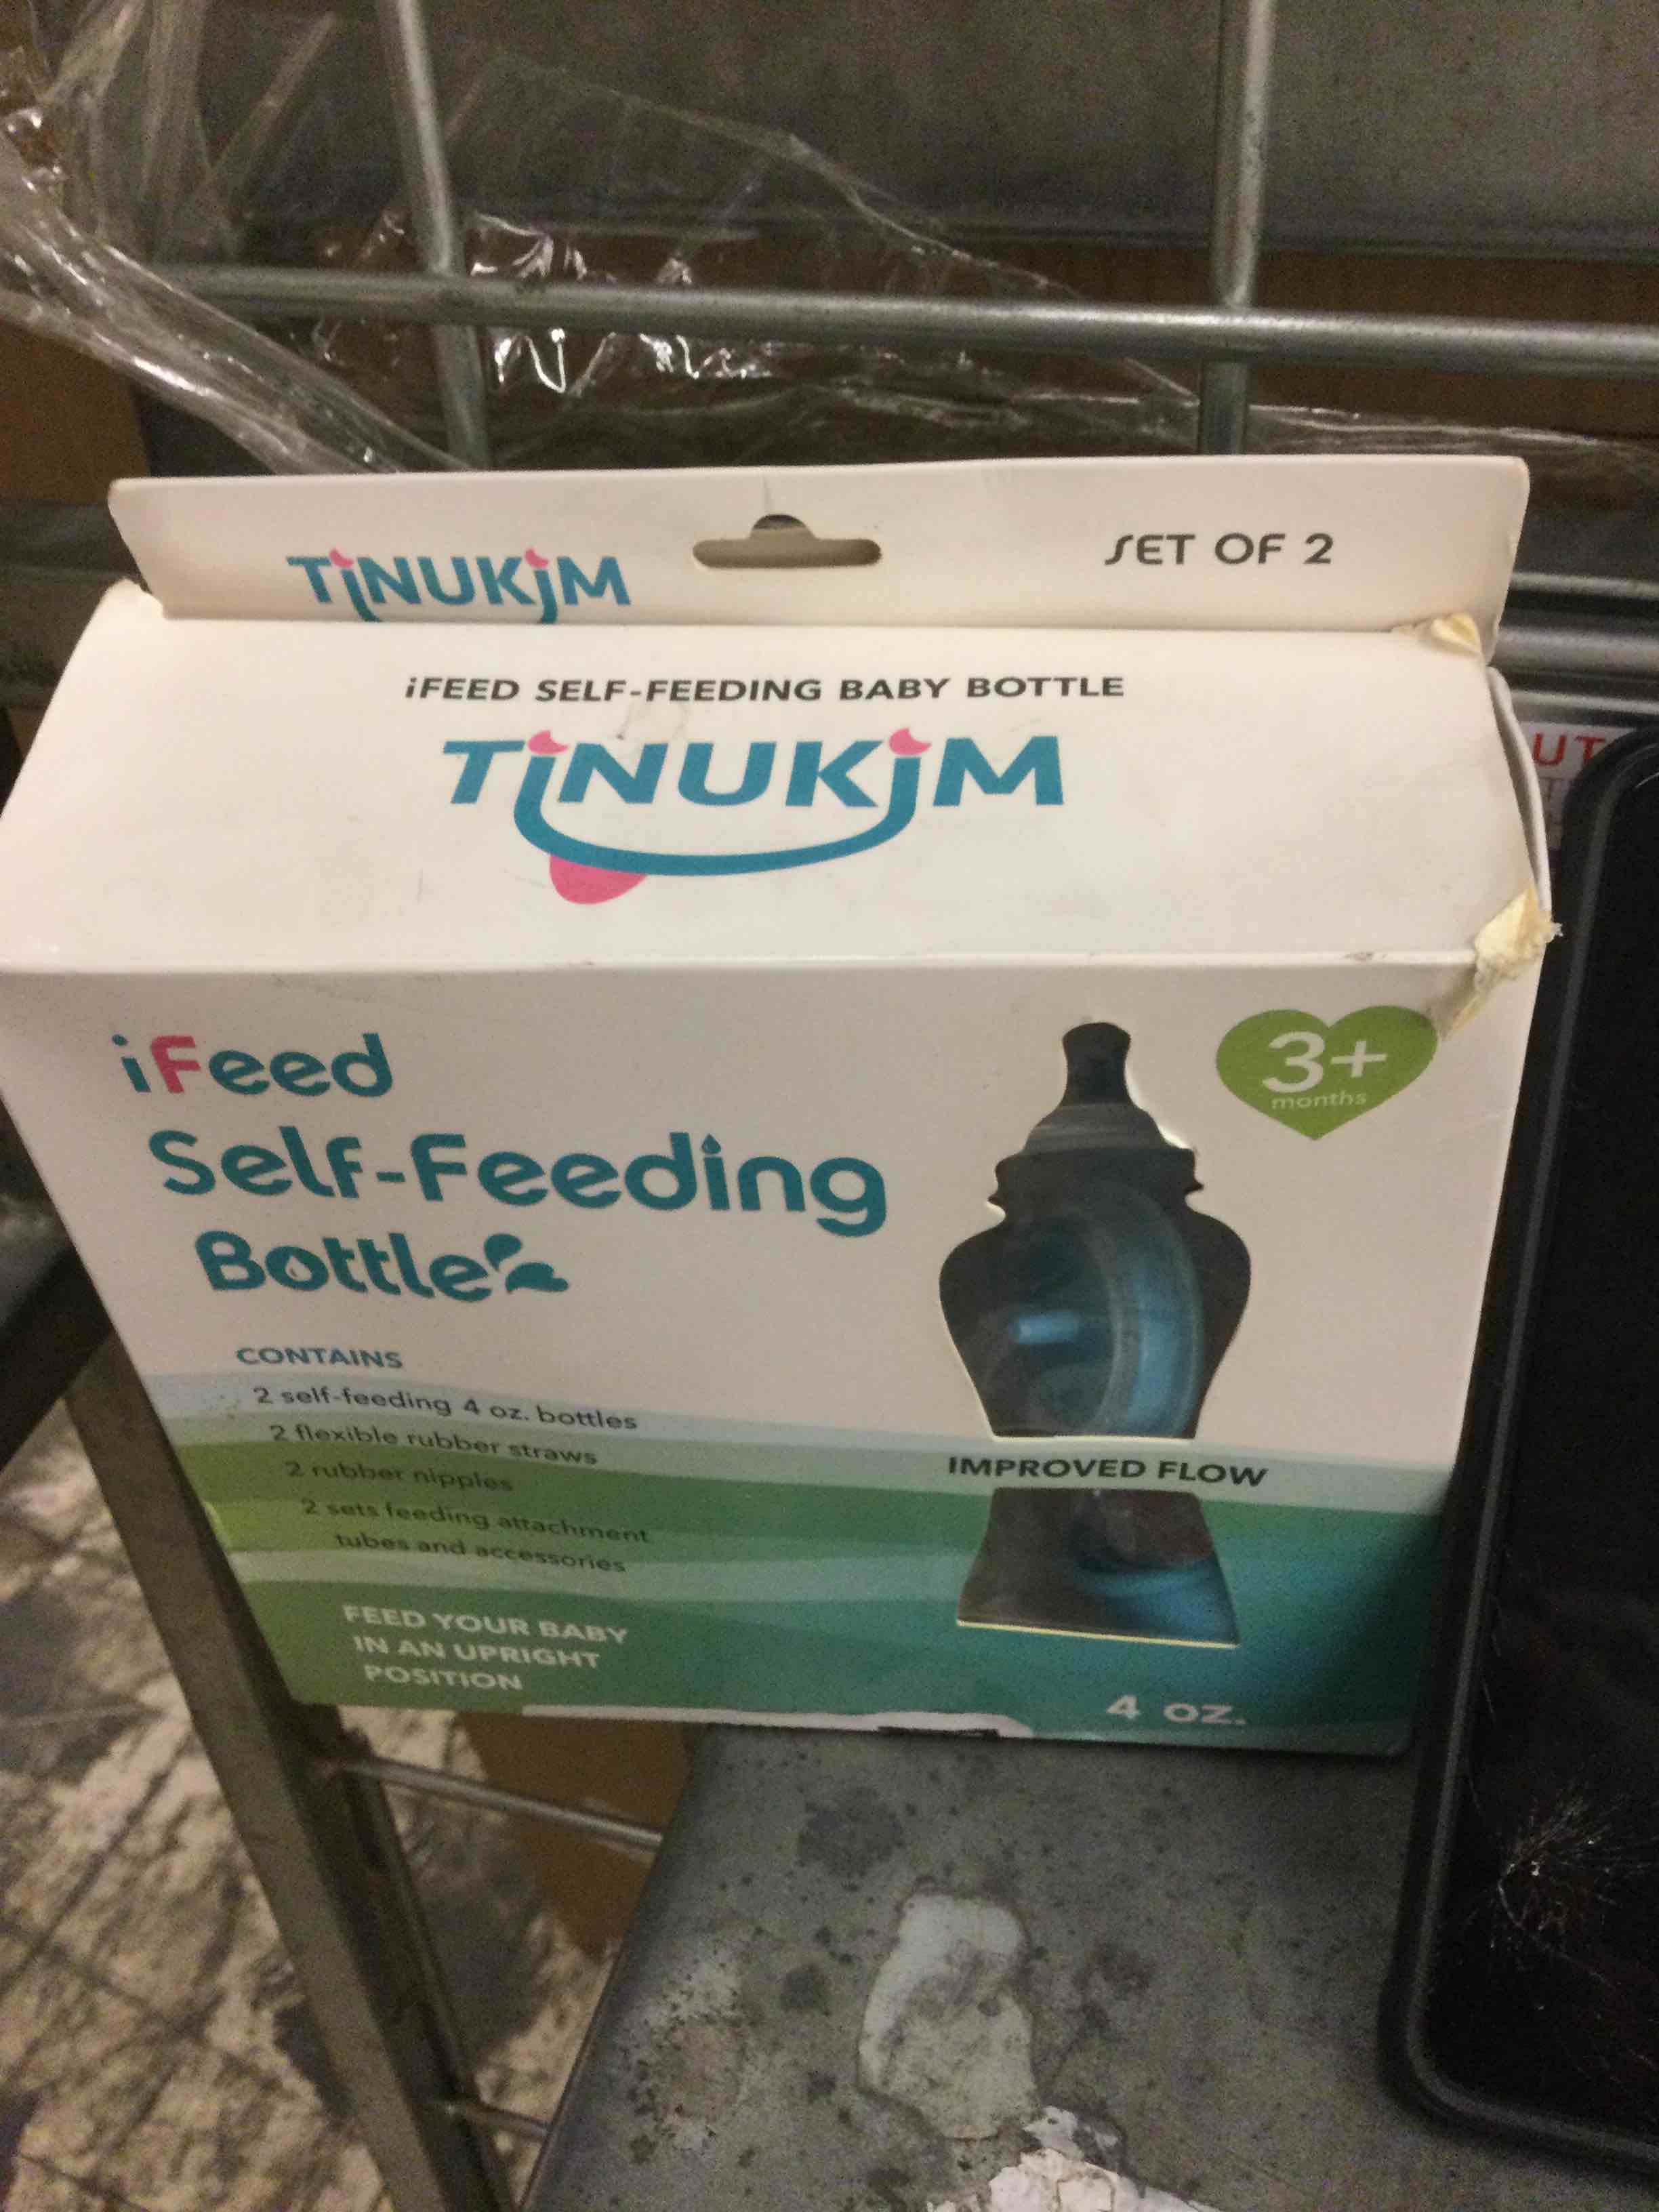 TiNUKiM
SET OF 2
iFEED SELF-FEEDING BABY BOTTLE
TiNUKiM
iFeed
Self-Feeding
Bottle
3+
months
CONTAINS
2 self-feeding 4 oz. bottles
2 flexible rubber straws
2 rubber nipples
2 sets feeding attachment
tubes and accessories
IMPROVED FLOW
FEED YOUR BABY
IN AN UPRIGHT
POSITION
4 OZ.